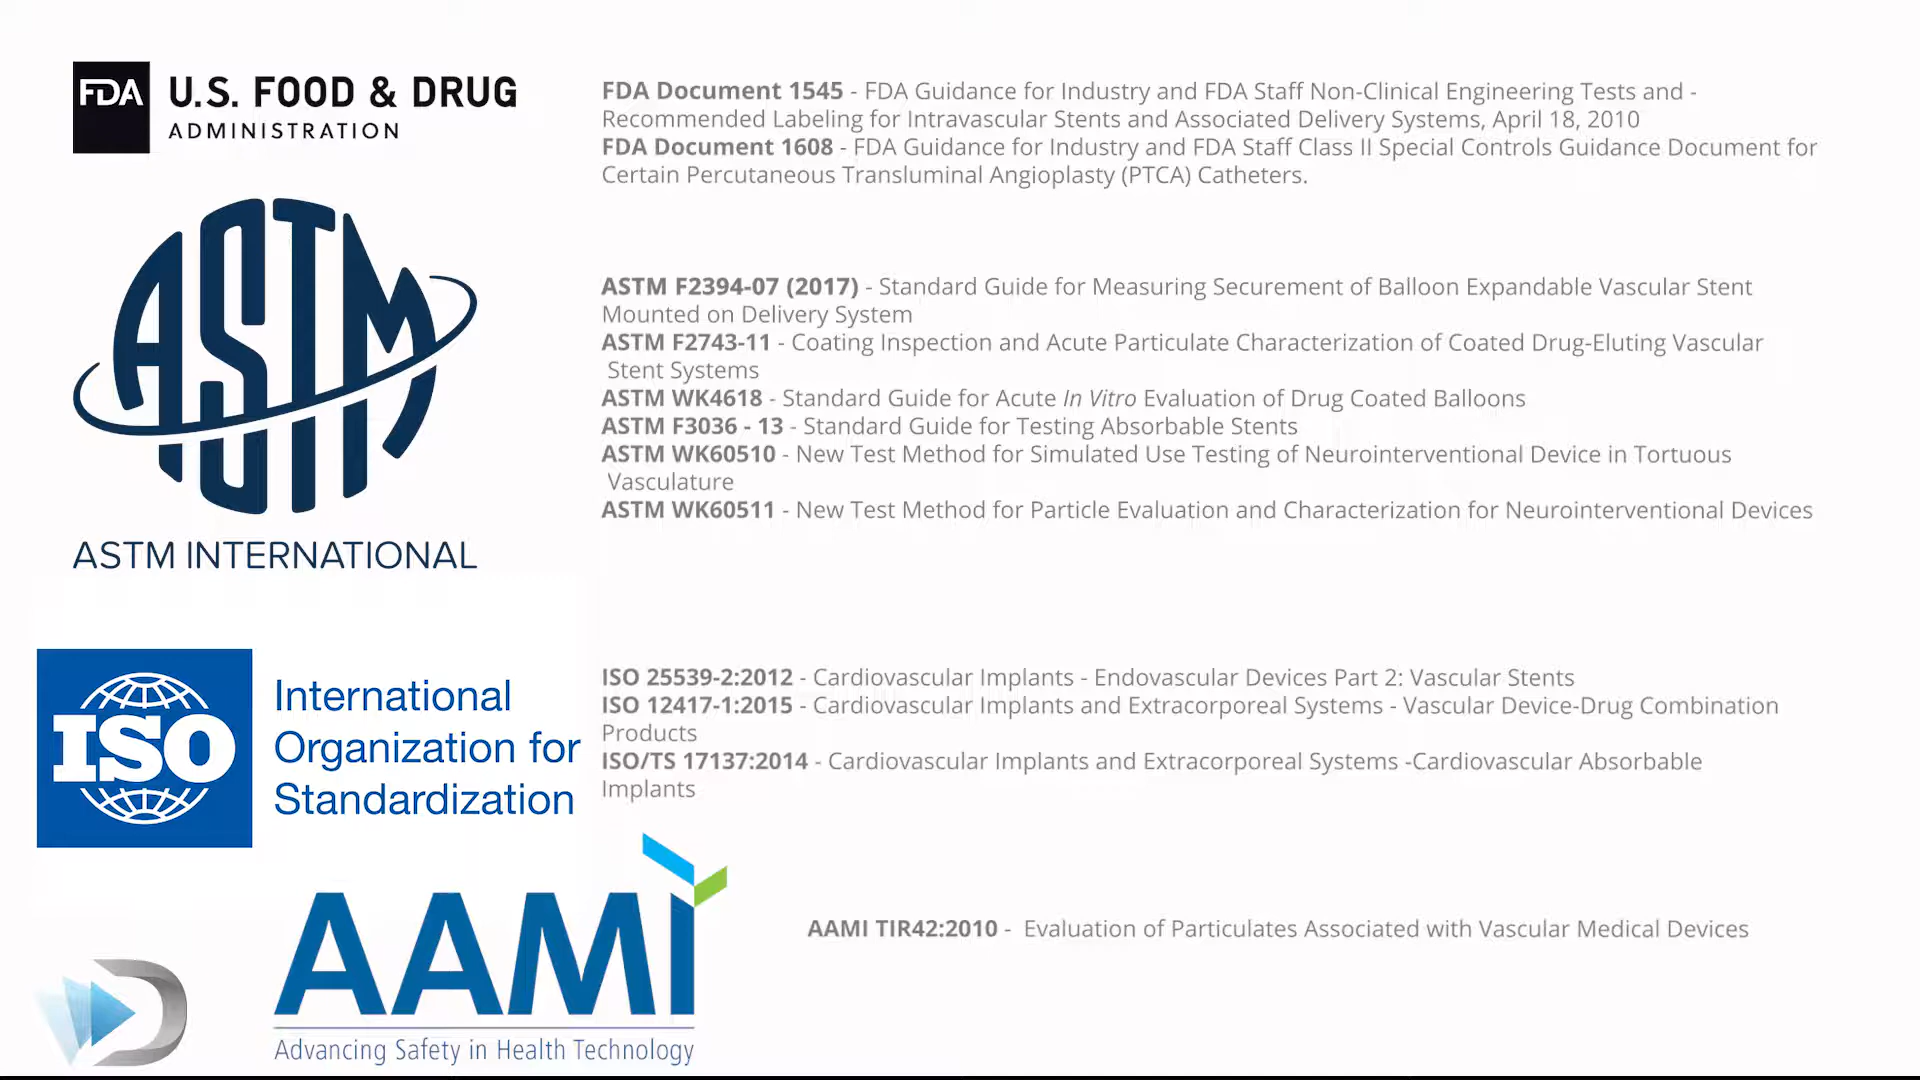 FDA U.S. FOOD & DRUG
ADMINISTRATION
FDA Document 1545 - FDA Guidance for Industry and FDA Staff Non-Clinical Engineering Tests and -
Recommended Labeling for Intravascular Stents and Associated Delivery Systems, April 18, 2010
FDA Document 1608 - FDA Guidance for Industry and FDA Staff Class II Special Controls Guidance Document for
Certain Percutaneous Transluminal Angioplasty (PTCA) Catheters.
ASTM
ASTM INTERNATIONAL
ASTM F2394-07 (2017) - Standard Guide for Measuring Securement of Balloon Expandable Vascular Stent
Mounted on Delivery System
ASTM F2743-11 - Coating Inspection and Acute Particulate Characterization of Coated Drug-Eluting Vascular
Stent Systems
ASTM WK4618 - Standard Guide for Acute In Vitro Evaluation of Drug Coated Balloons
ASTM F3036 - 13 - Standard Guide for Testing Absorbable Stents
ASTM WK60510 - New Test Method for Simulated Use Testing of Neurointerventional Device in Tortuous
Vasculature
ASTM WK60511 - New Test Method for Particle Evaluation and Characterization for Neurointerventional Devices
ISO
International
Organization for
Standardization
ISO 25539-2:2012 - Cardiovascular Implants - Endovascular Devices Part 2: Vascular Stents
ISO 12417-1:2015 - Cardiovascular Implants and Extracorporeal Systems - Vascular Device-Drug Combination
Products
ISO/TS 17137:2014 - Cardiovascular Implants and Extracorporeal Systems -Cardiovascular Absorbable
Implants
AAMI
Advancing Safety in Health Technology
AAMI TIR42:2010 - Evaluation of Particulates Associated with Vascular Medical Devices